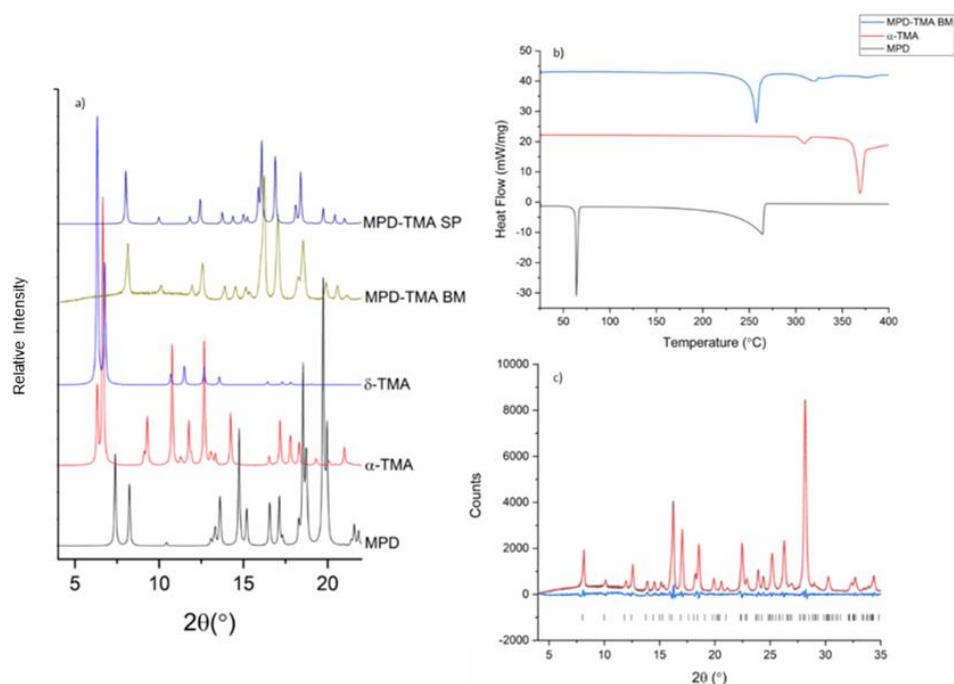 a)
MPD-TMA SP
MPD-TMA BM
δ-TMA
α-TMA
MPD
Relative Intensity
5 10 15 20
2θ(°)
MPD-TMA BM
α-TMA
MPD
b)
50
40
30
20
10
0
-10
-20
-30
Heat Flow (mW/mg)
50 100 150 200 250 300 350 400
Temperature (°C)
c)
10000
8000
6000
4000
2000
0
-2000
Counts
5 10 15 20 25 30 35
2θ (°)